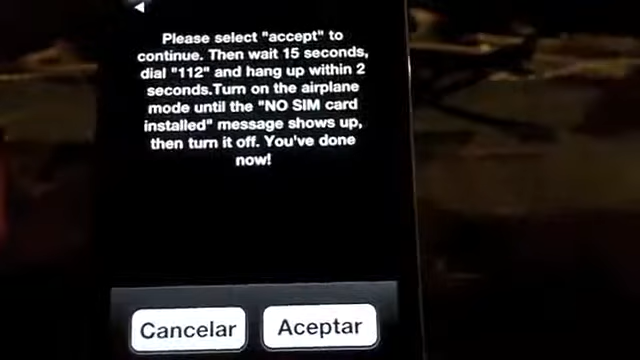 Please select "accept" to
continue. Then wait 15 seconds,
dial "112" and hang up within 2
seconds.Turn on the airplane
mode until the "NO SIM card
installed" message shows up,
then turn it off. You've done
now!
Cancelar Aceptar